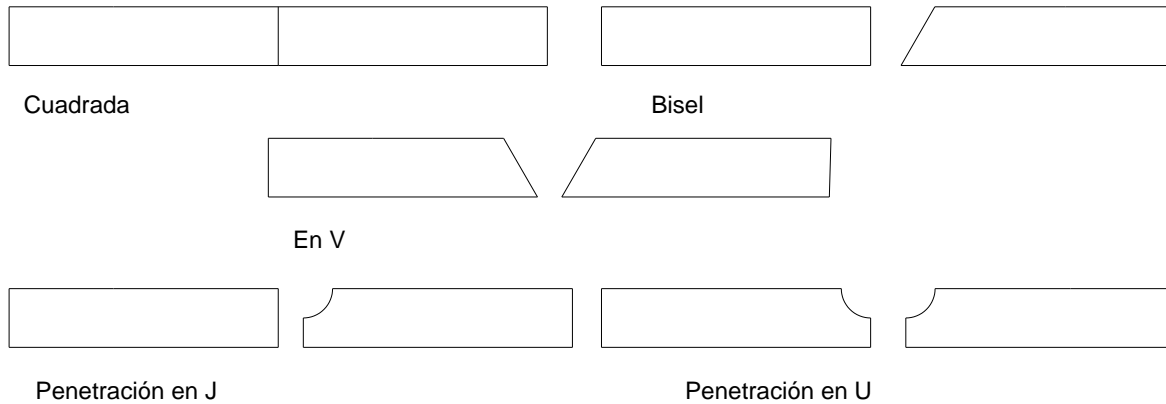 Cuadrada
Bisel
En V
Penetración en J
Penetración en U